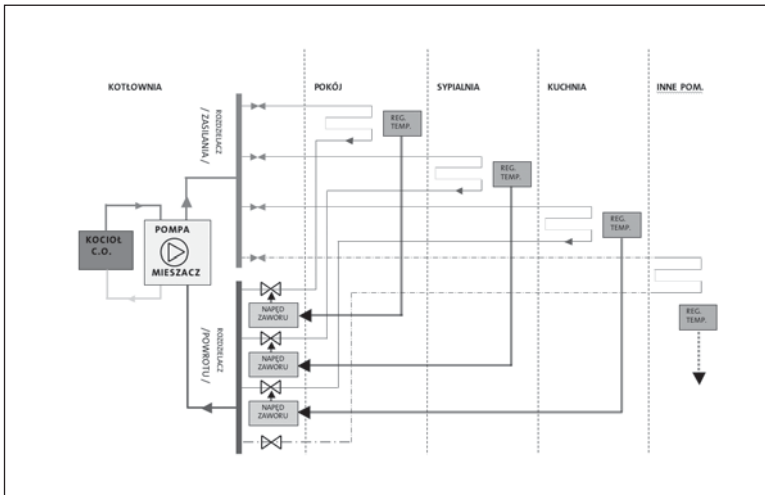 KOTŁOWNIA
POKÓJ
SYPIALNIA
KUCHNIA
INNE POM.
ROZDZIELACZ
/ ZASILANIA /
REG.
TEMP.
REG.
TEMP.
REG.
TEMP.
KOCIOŁ
C.O.
POMPA
MIESZACZ
ROZDZIELACZ
/POWROTU /
NAPĘD
ZAWORU
NAPĘD
ZAWORU
NAPĘD
ZAWORU
REG.
TEMP.